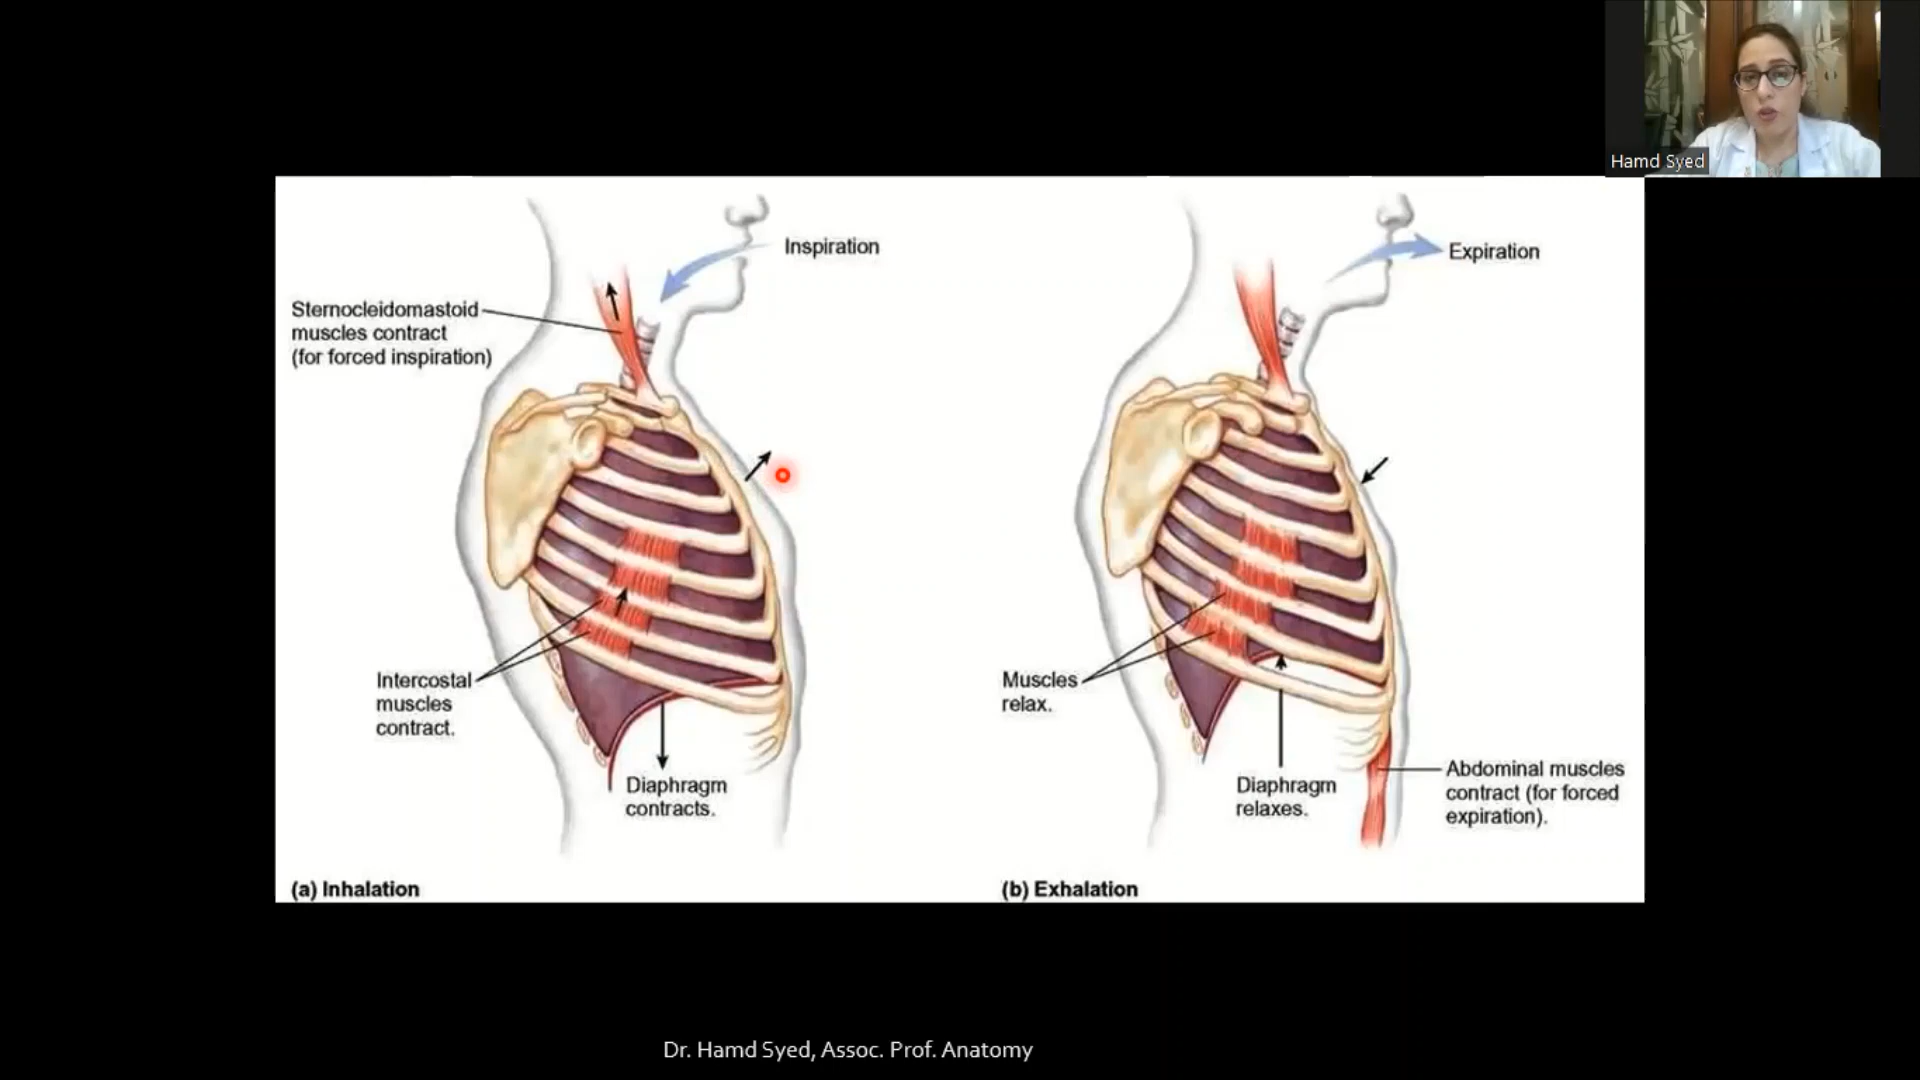 Hamd Syed
Inspiration
Sternocleidomastoid
muscles contract
(for forced inspiration)
Intercostal
muscles
contract.
Diaphragm
contracts.
(a) Inhalation
Expiration
Muscles
relax.
Diaphragm
relaxes.
Abdominal muscles
contract (for forced
expiration).
(b) Exhalation
Dr. Hamd Syed, Assoc. Prof. Anatomy